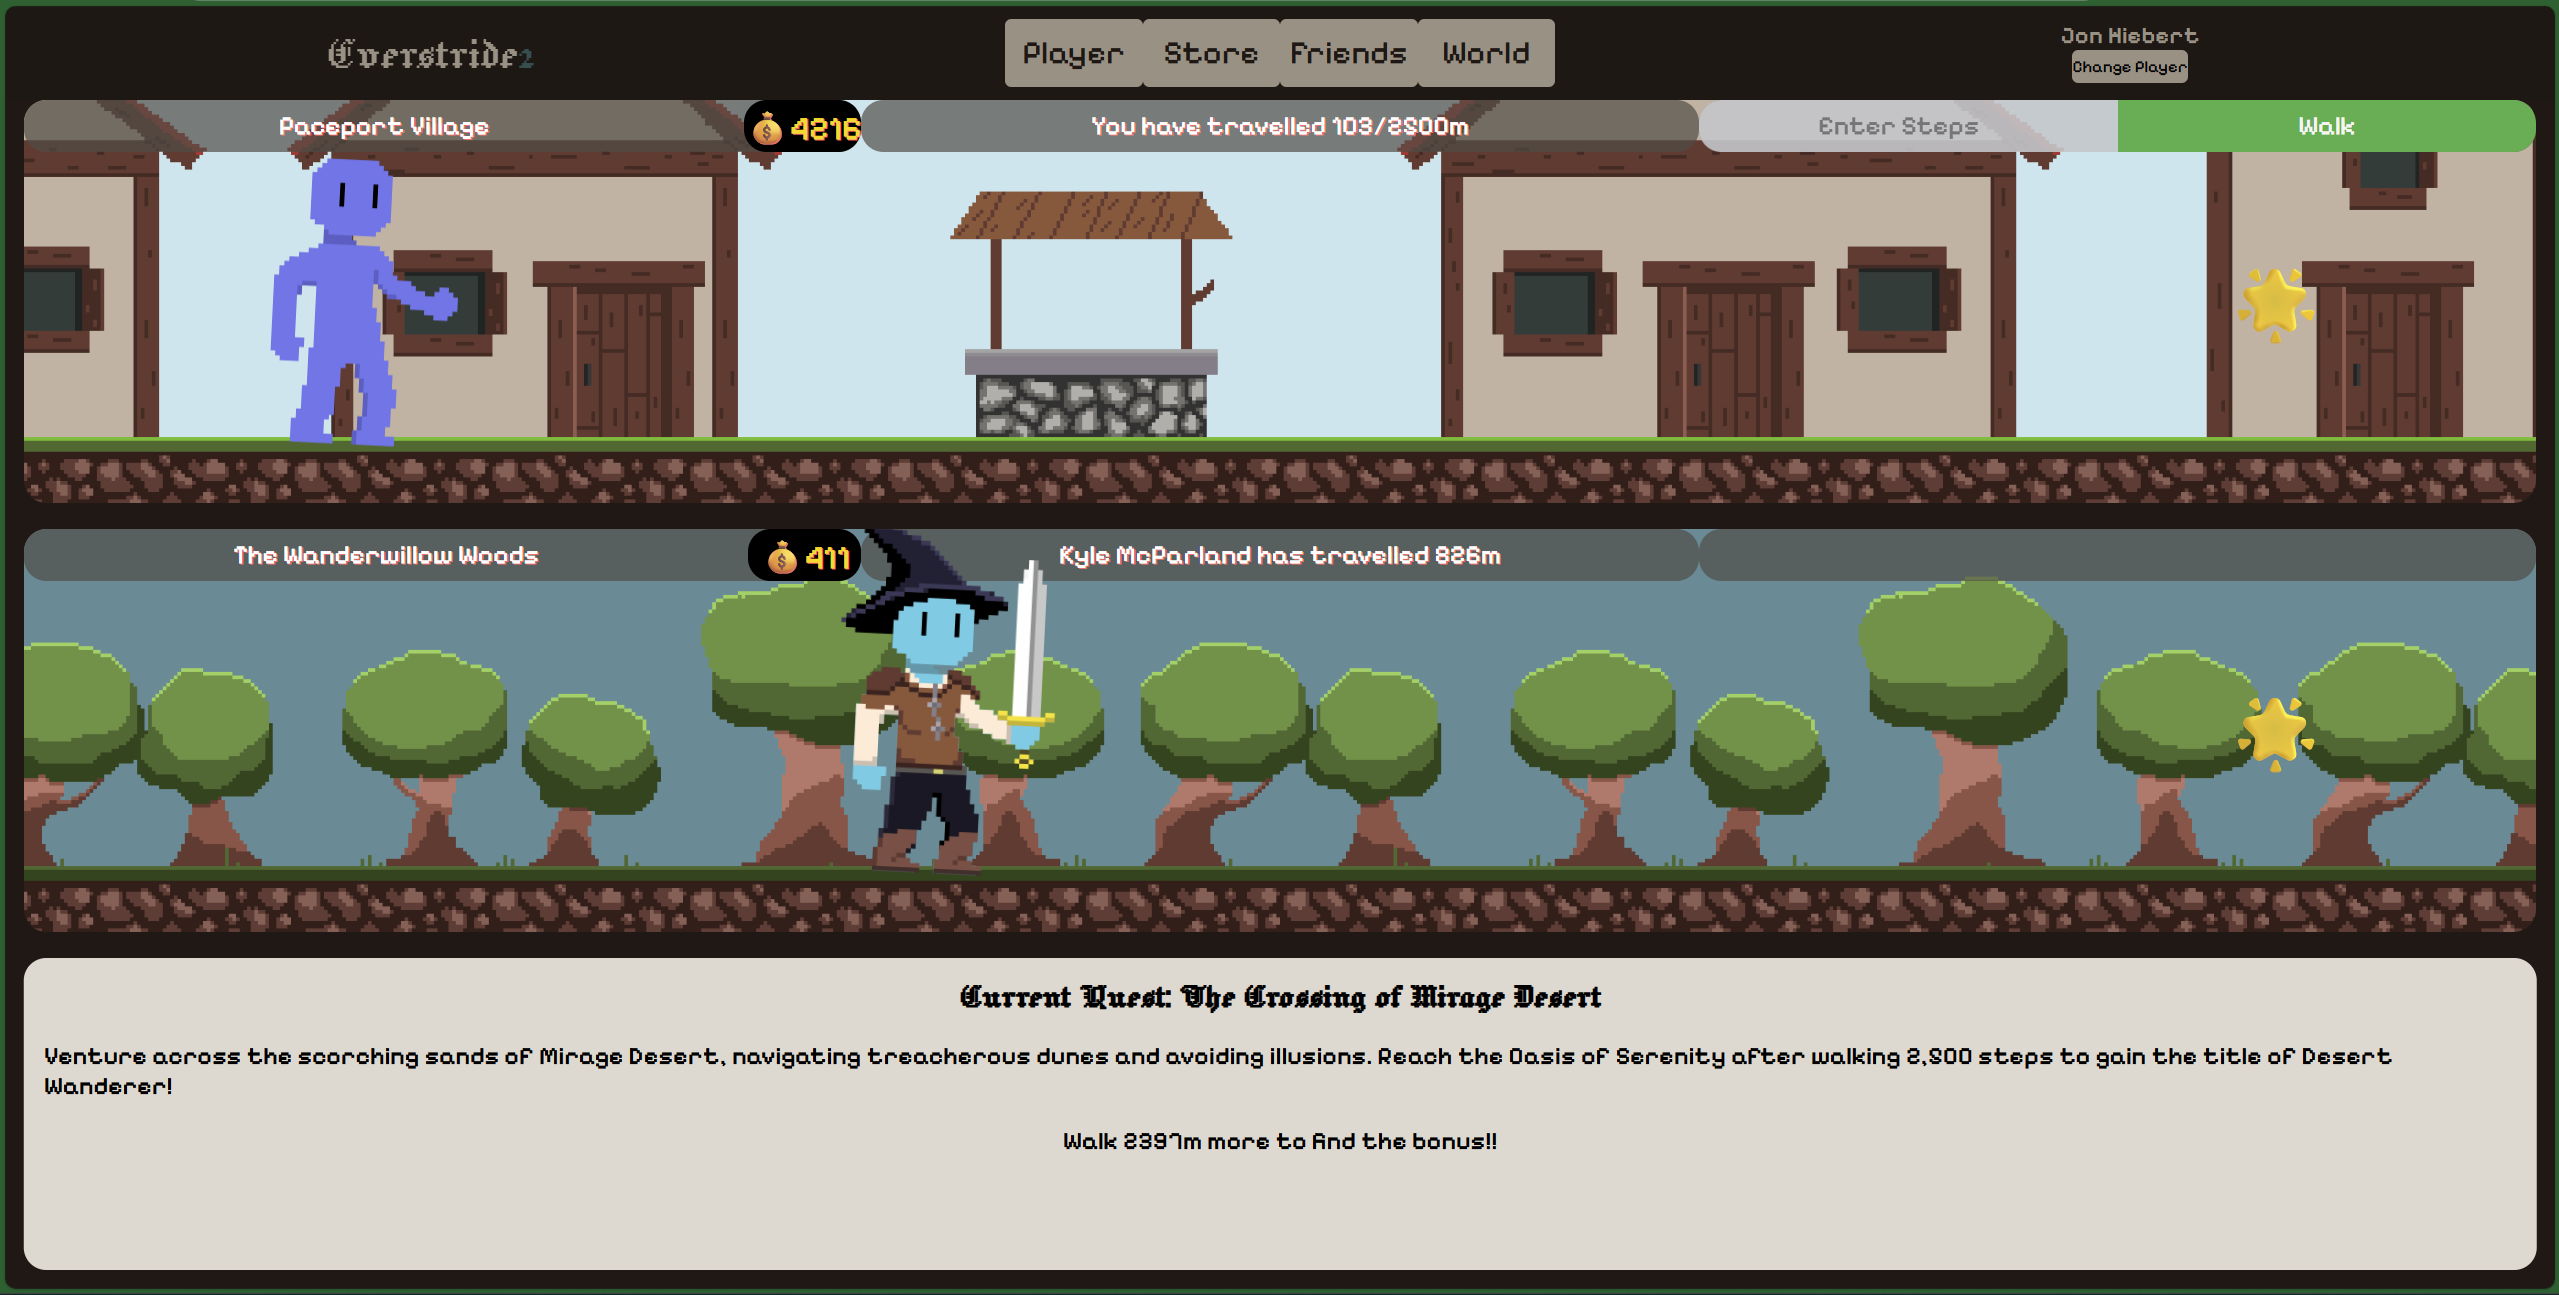 Everstride2
Player
Store
Friends
World
Jon Hiebert
Change Player
Paceport Village
4216
You have travelled 103/2500m
Enter Steps
Walk
The Wanderwillow Woods
411
Kyle McParland has travelled 826m
Current Quest: The Crossing of Mirage Desert
Venture across the scorching sands of Mirage Desert, navigating treacherous dunes and avoiding illusions. Reach the Oasis of Serenity after walking 2,500 steps to gain the title of Desert
Wanderer!
Walk 2397m more to find the bonus!!